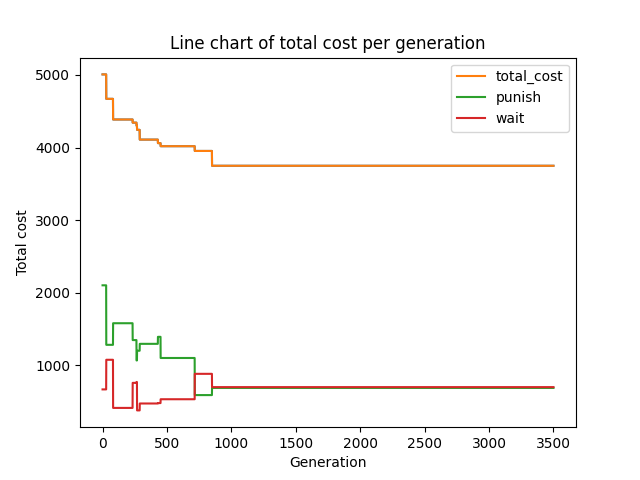 Line chart of total cost per generation
total_cost
punish
wait
Total cost
5000
4000
3000
2000
1000
0 500 1000 1500 2000 2500 3000 3500
Generation